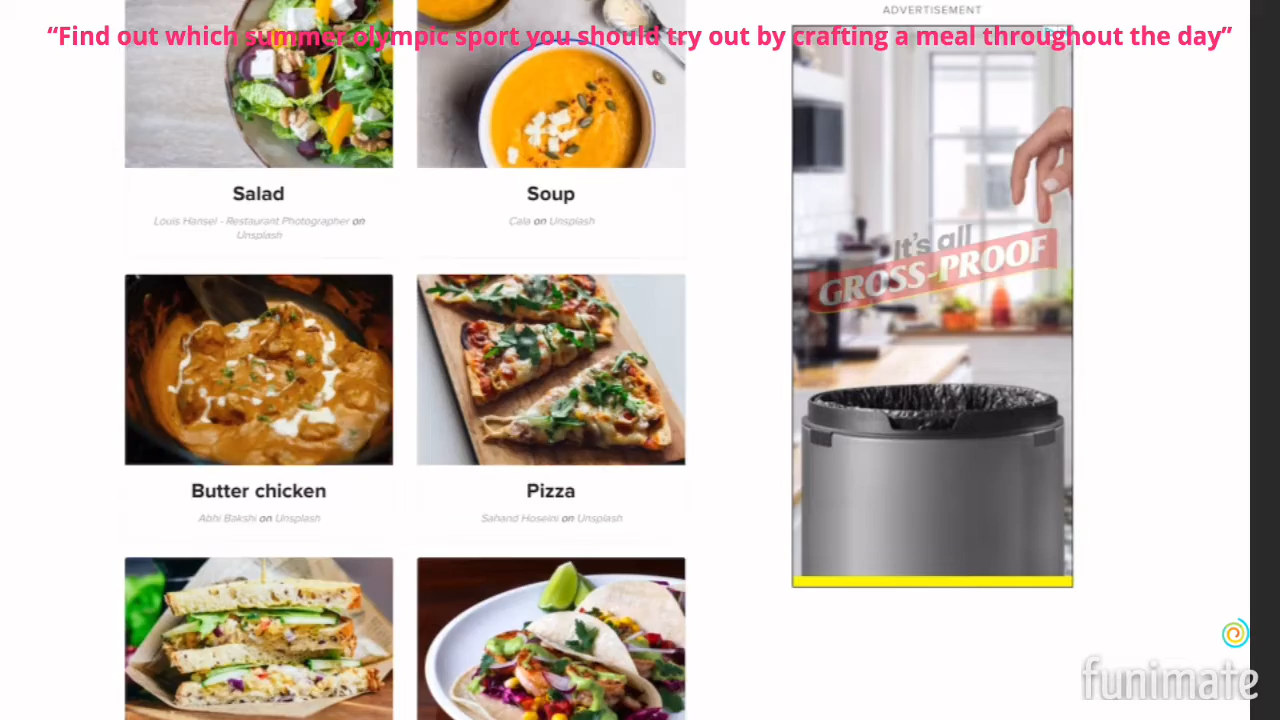 ADVERTISEMENT
“Find out which summer olympic sport you should try out by crafting a meal throughout the day”
Salad
Louis Hansel - Restaurant Photographer on
Unsplash
Soup
Cala on Unsplash
It's all
GROSS-PROOF
Butter chicken
Abhi Bakshi on Unsplash
Pizza
Sahand Hoseini on Unsplash
funimate